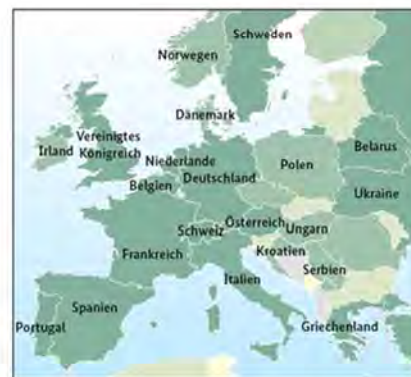 Schweden
Norwegen
Dänemark
Vereinigtes
Königreich
Irland
Niederlande
Belgien
Deutschland
Polen
Belarus
Ukraine
Schweiz
Österreich
Ungarn
Frankreich
Kroatien
Serbien
Italien
Spanien
Portugal
Griechenland